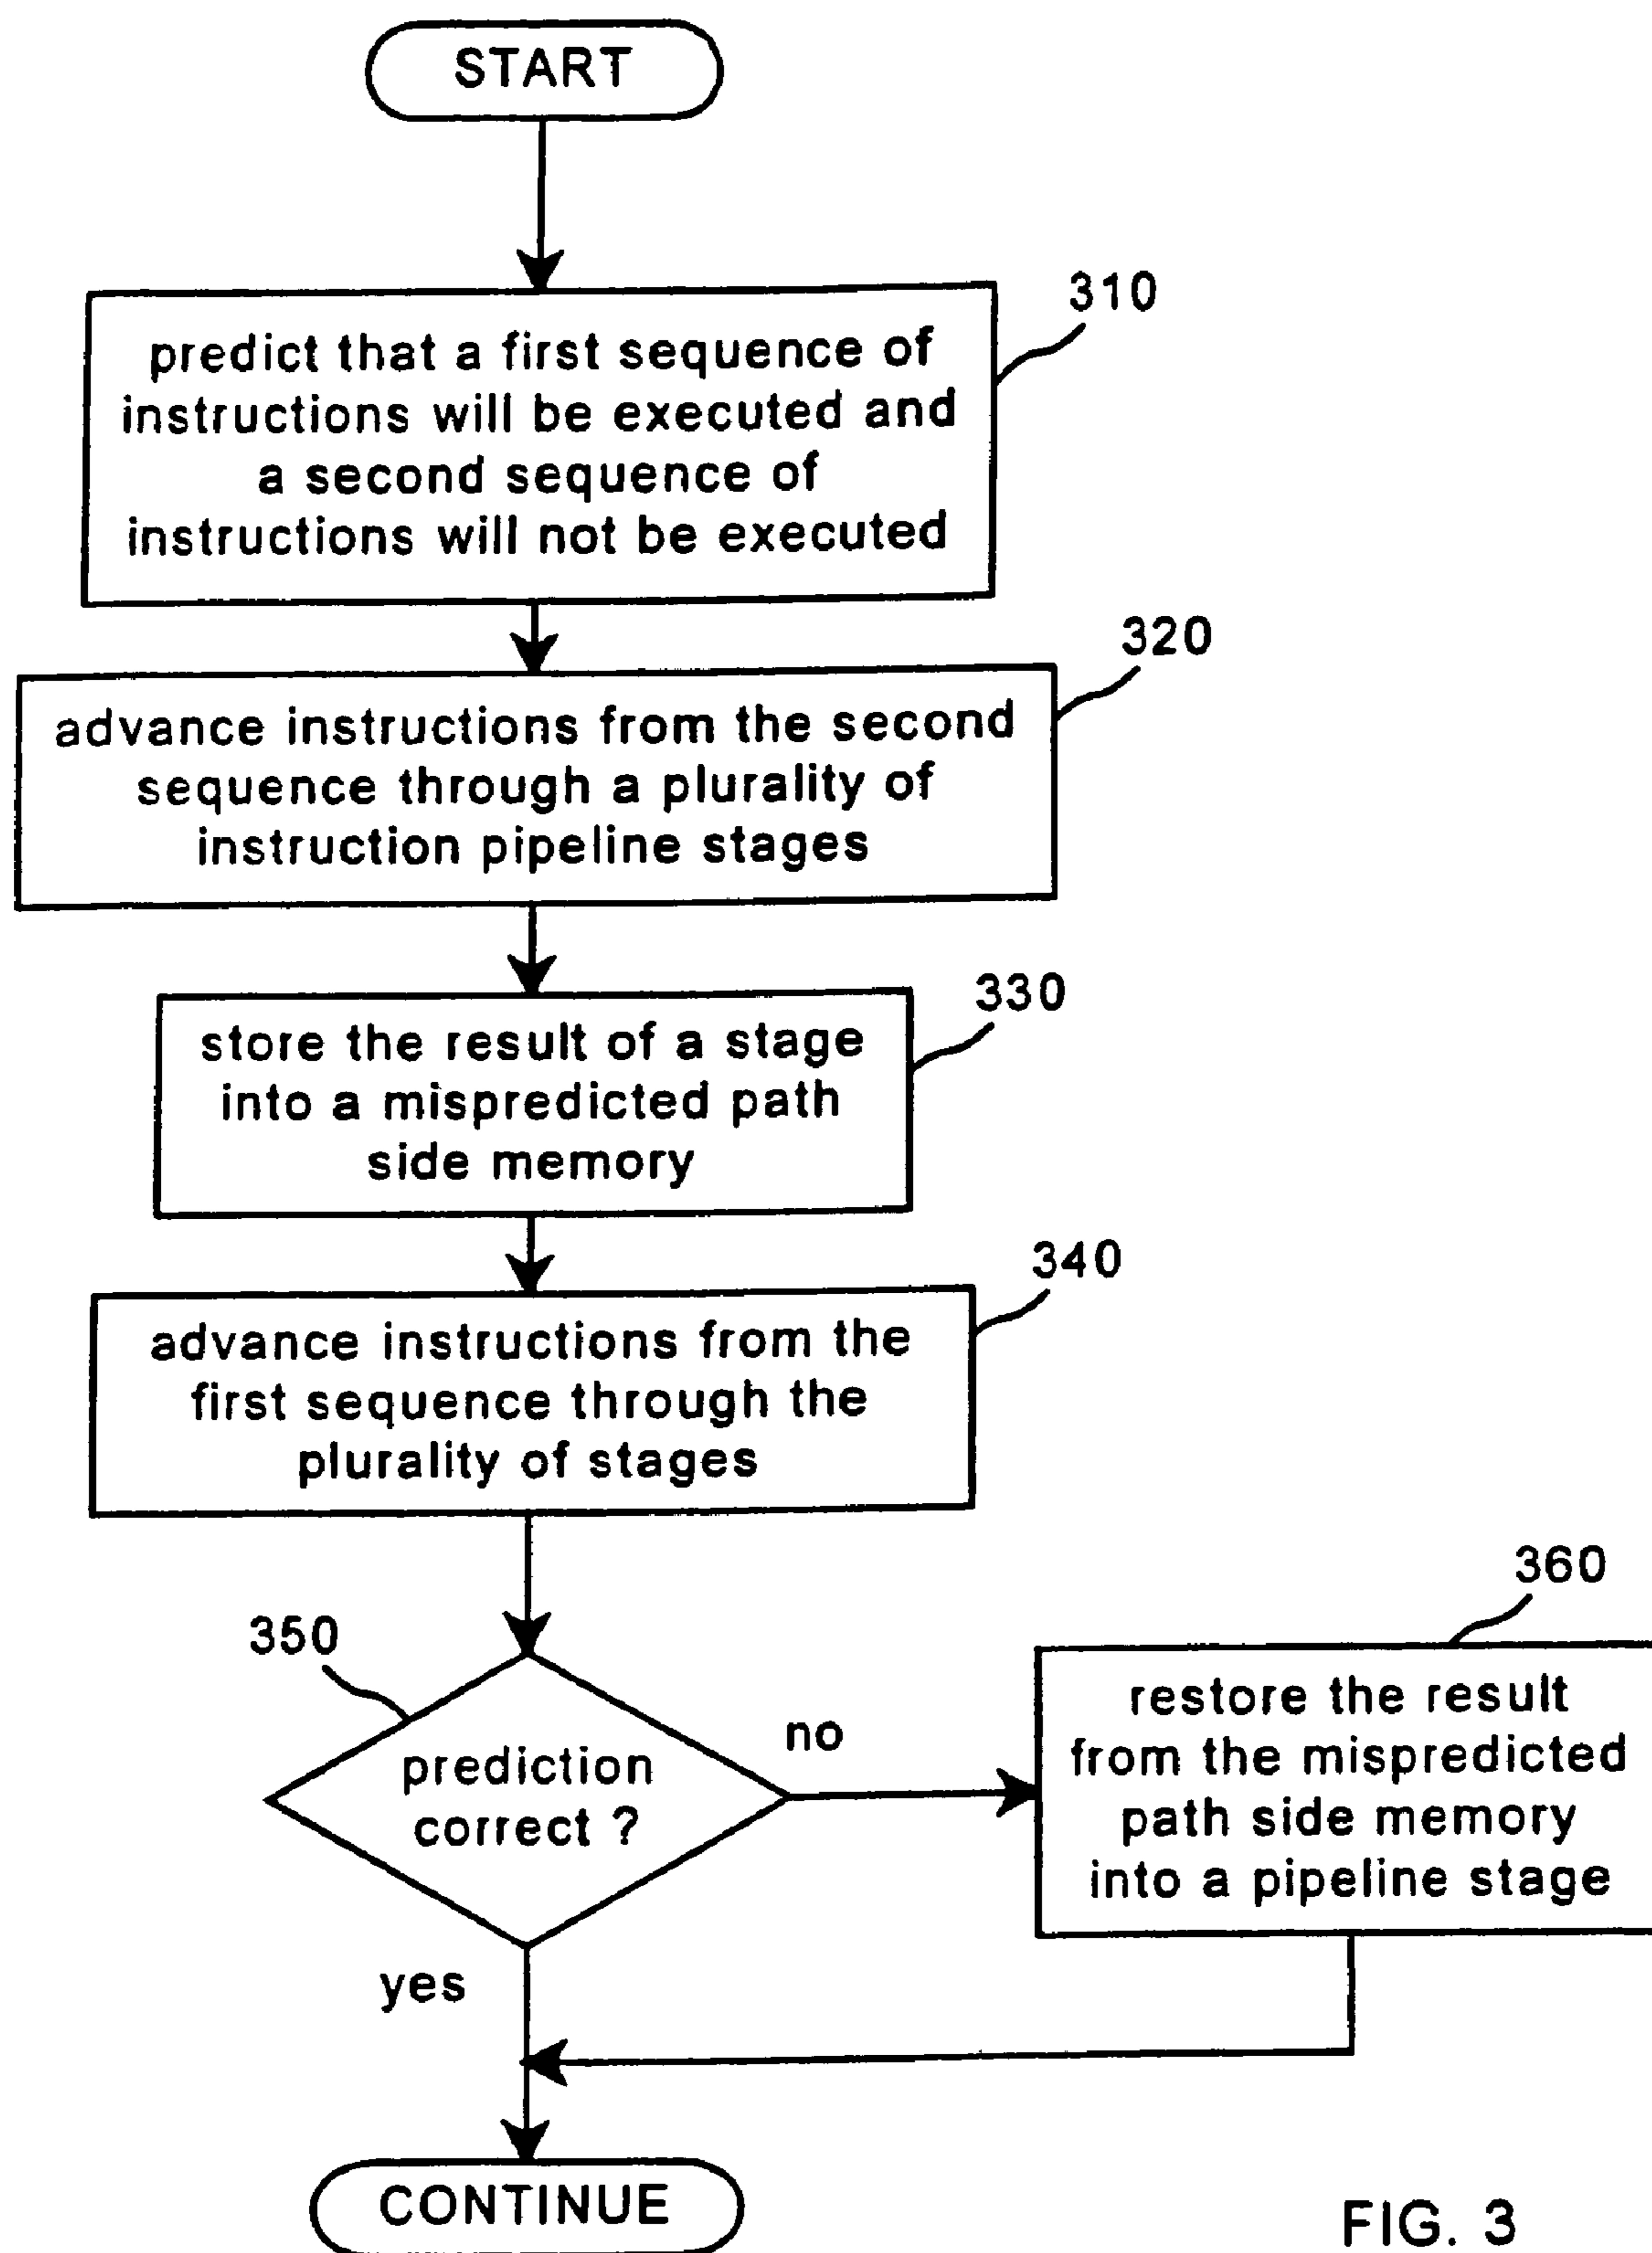 START
310
predict that a first sequence of
instructions will be executed and
a second sequence of
instructions will not be executed
320
advance instructions from the second
sequence through a plurality of
instruction pipeline stages
330
store the result of a stage
into a mispredicted path
side memory
340
advance instructions from the
first sequence through the
plurality of stages
350
prediction
correct ?
no
360
restore the result
from the mispredicted
path side memory
into a pipeline stage
yes
CONTINUE
FIG. 3